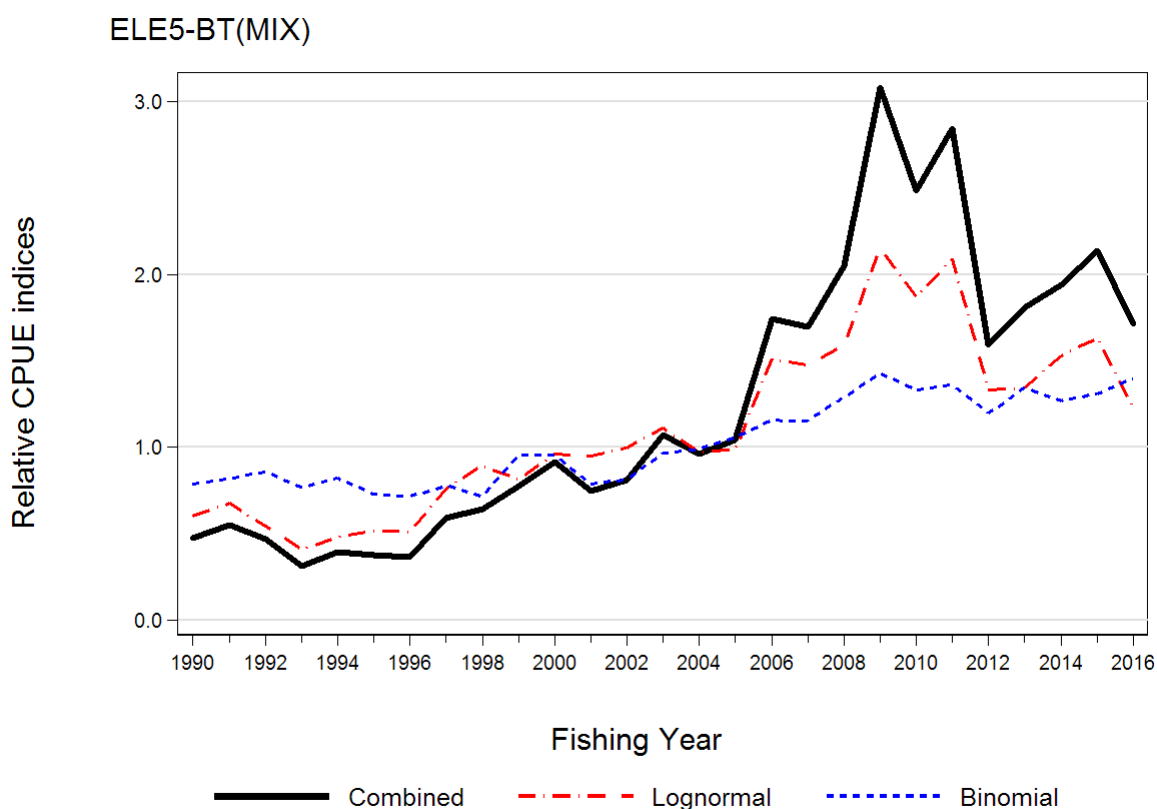 ELE5-BT(MIX)
3.0
2.0
1.0
0.0
Relative CPUE indices
1990 1992 1994 1996 1998 2000 2002 2004 2006 2008 2010 2012 2014 2016
Fishing Year
Combined Lognormal Binomial